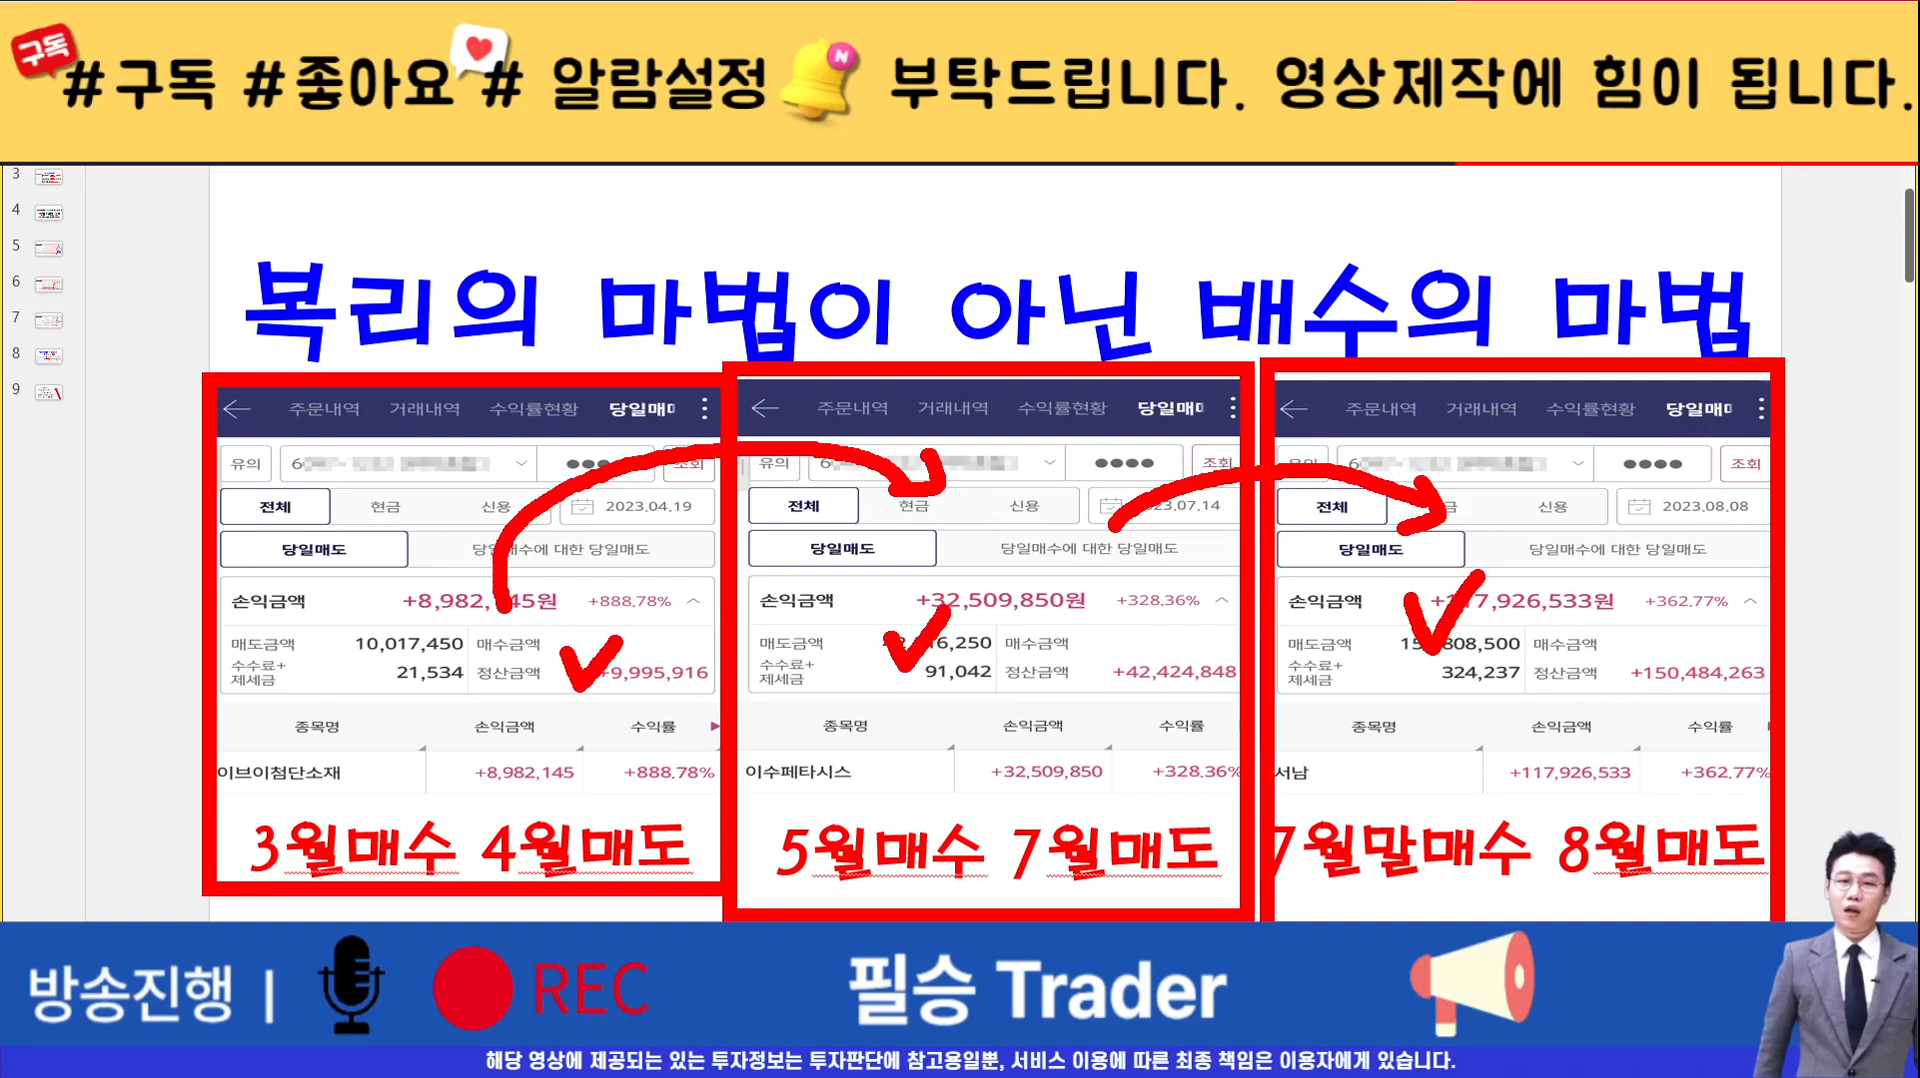 구독
#구독 #좋아요 # 알람설정 N 부탁드립니다. 영상제작에 힘이 됩니다.
3
4
5
6
7
8
9
복리의 마법이 아닌 배수의 마법
주문내역 거래내역 수익률현황 당일매매
유의 6 ●●●
전체 현금 신용 2023.04.19
당일매도 당일매수에 대한 당일매도
손익금액 +888.78%
매도금액 10,017,450 매수금액
수수료+
제세금 21,534 정산금액 +9,995,916
종목명 손익금액 수익률
이브이첨단소재 +8,982,145 +888.78%
3월매수 4월매도
주문내역 거래내역 수익률현황 당일매매
유의 6 ●●●● 조회
전체 현금 신용 23.07.14
당일매도 당일매수에 대한 당일매도
손익금액 +32,509,850원 +328.36%
매도금액 매수금액
수수료+
제세금 91,042 정산금액 +42,424,848
종목명 손익금액 수익률
이수페타시스 +32,509,850 +328.36%
5월매수 7월매도
주문내역 거래내역 수익률현황 당일매매
6 ●●●● 조회
전체 신용 2023.08.08
당일매도 당일매수에 대한 당일매도
손익금액 +362.77%
매도금액 매수금액
수수료+
제세금 324,237 정산금액 +150,484,263
종목명 손익금액 수익률
서남 +117,926,533 +362.77%
7월말매수 8월매도
방송진행 | REC 필승 Trader
해당 영상에 제공되는 있는 투자정보는 투자판단에 참고용일뿐, 서비스 이용에 따른 최종 책임은 이용자에게 있습니다.